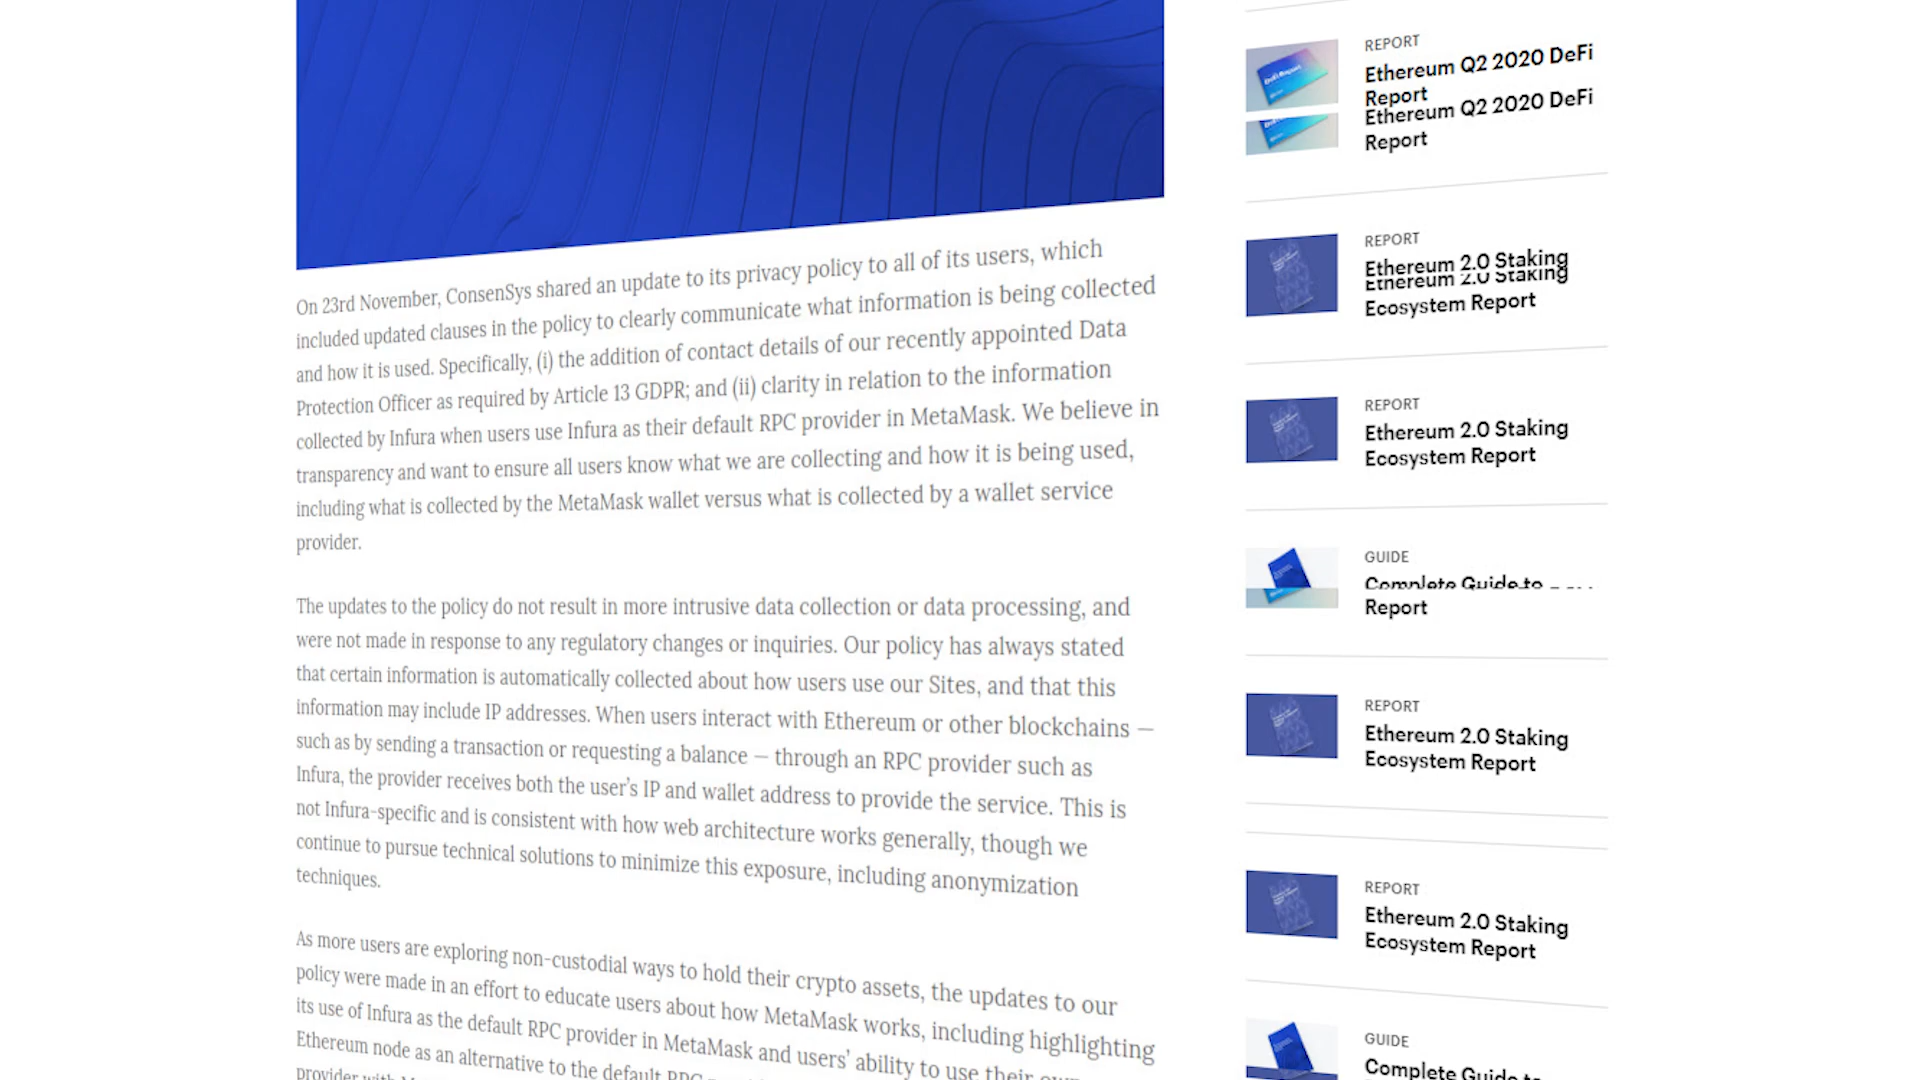 On 23rd November, ConsenSys shared an update to its privacy policy to all of its users, which
included updated clauses in the policy to clearly communicate what information is being collected
and how it is used. Specifically, (i) the addition of contact details of our recently appointed Data
Protection Officer as required by Article 13 GDPR; and (ii) clarity in relation to the information
collected by Infura when users use Infura as their default RPC provider in MetaMask. We believe in
transparency and want to ensure all users know what we are collecting and how it is being used,
including what is collected by the MetaMask wallet versus what is collected by a wallet service
provider.
The updates to the policy do not result in more intrusive data collection or data processing, and
were not made in response to any regulatory changes or inquiries. Our policy has always stated
that certain information is automatically collected about how users use our Sites, and that this
information may include IP addresses. When users interact with Ethereum or other blockchains —
such as by sending a transaction or requesting a balance — through an RPC provider such as
Infura, the provider receives both the user’s IP and wallet address to provide the service. This is
not Infura-specific and is consistent with how web architecture works generally, though we
continue to pursue technical solutions to minimize this exposure, including anonymization
techniques.
As more users are exploring non-custodial ways to hold their crypto assets, the updates to our
policy were made in an effort to educate users about how MetaMask works, including highlighting
its use of Infura as the default RPC provider in MetaMask and users’ ability to use their own
Ethereum node as an alternative to the default RPC
provider with
REPORT
Ethereum Q2 2020 DeFi
Report
Ethereum Q2 2020 DeFi
Report
REPORT
Ethereum 2.0 Staking
Ethereum 2.0 Staking
Ecosystem Report
REPORT
Ethereum 2.0 Staking
Ecosystem Report
GUIDE
Complete Guide to
Report
REPORT
Ethereum 2.0 Staking
Ecosystem Report
REPORT
Ethereum 2.0 Staking
Ecosystem Report
GUIDE
Complete Guide to